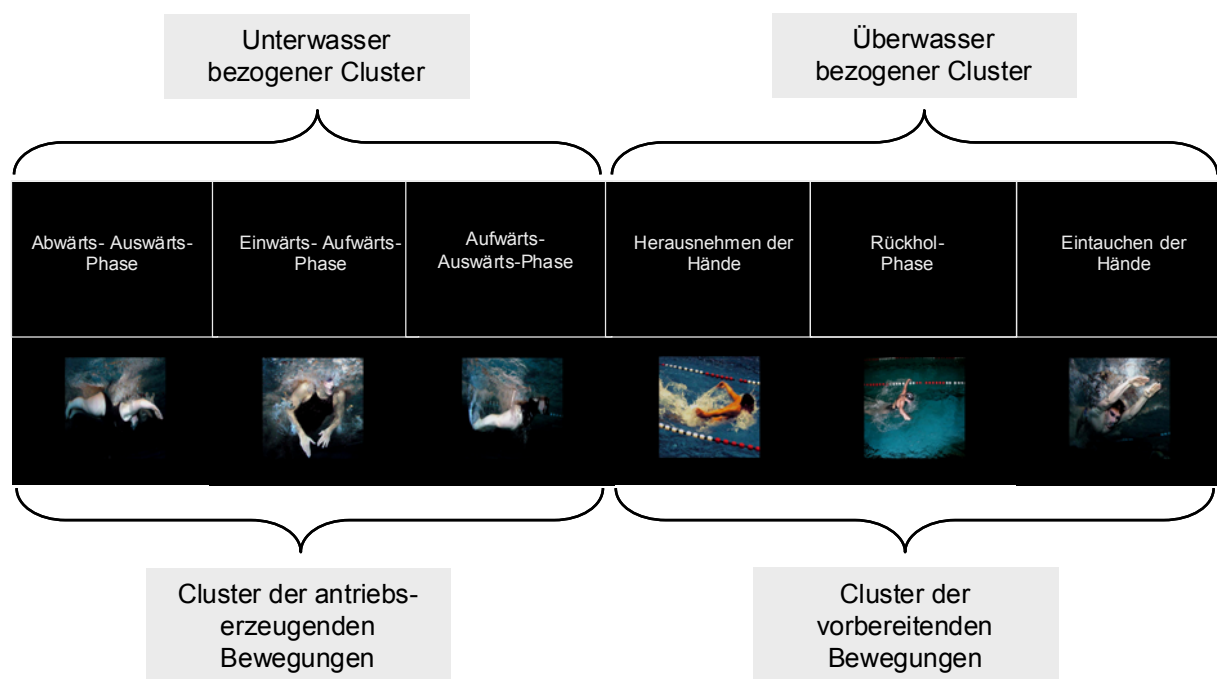 Unterwasser
bezogener Cluster
Überwasser
bezogener Cluster
Abwärts- Auswärts-
Phase
Einwärts- Aufwärts-
Phase
Aufwärts-
Auswärts-Phase
Herausnehmen der
Hände
Rückhol-
Phase
Eintauchen der
Hände
Cluster der antriebs-
erzeugenden
Bewegungen
Cluster der
vorbereitenden
Bewegungen